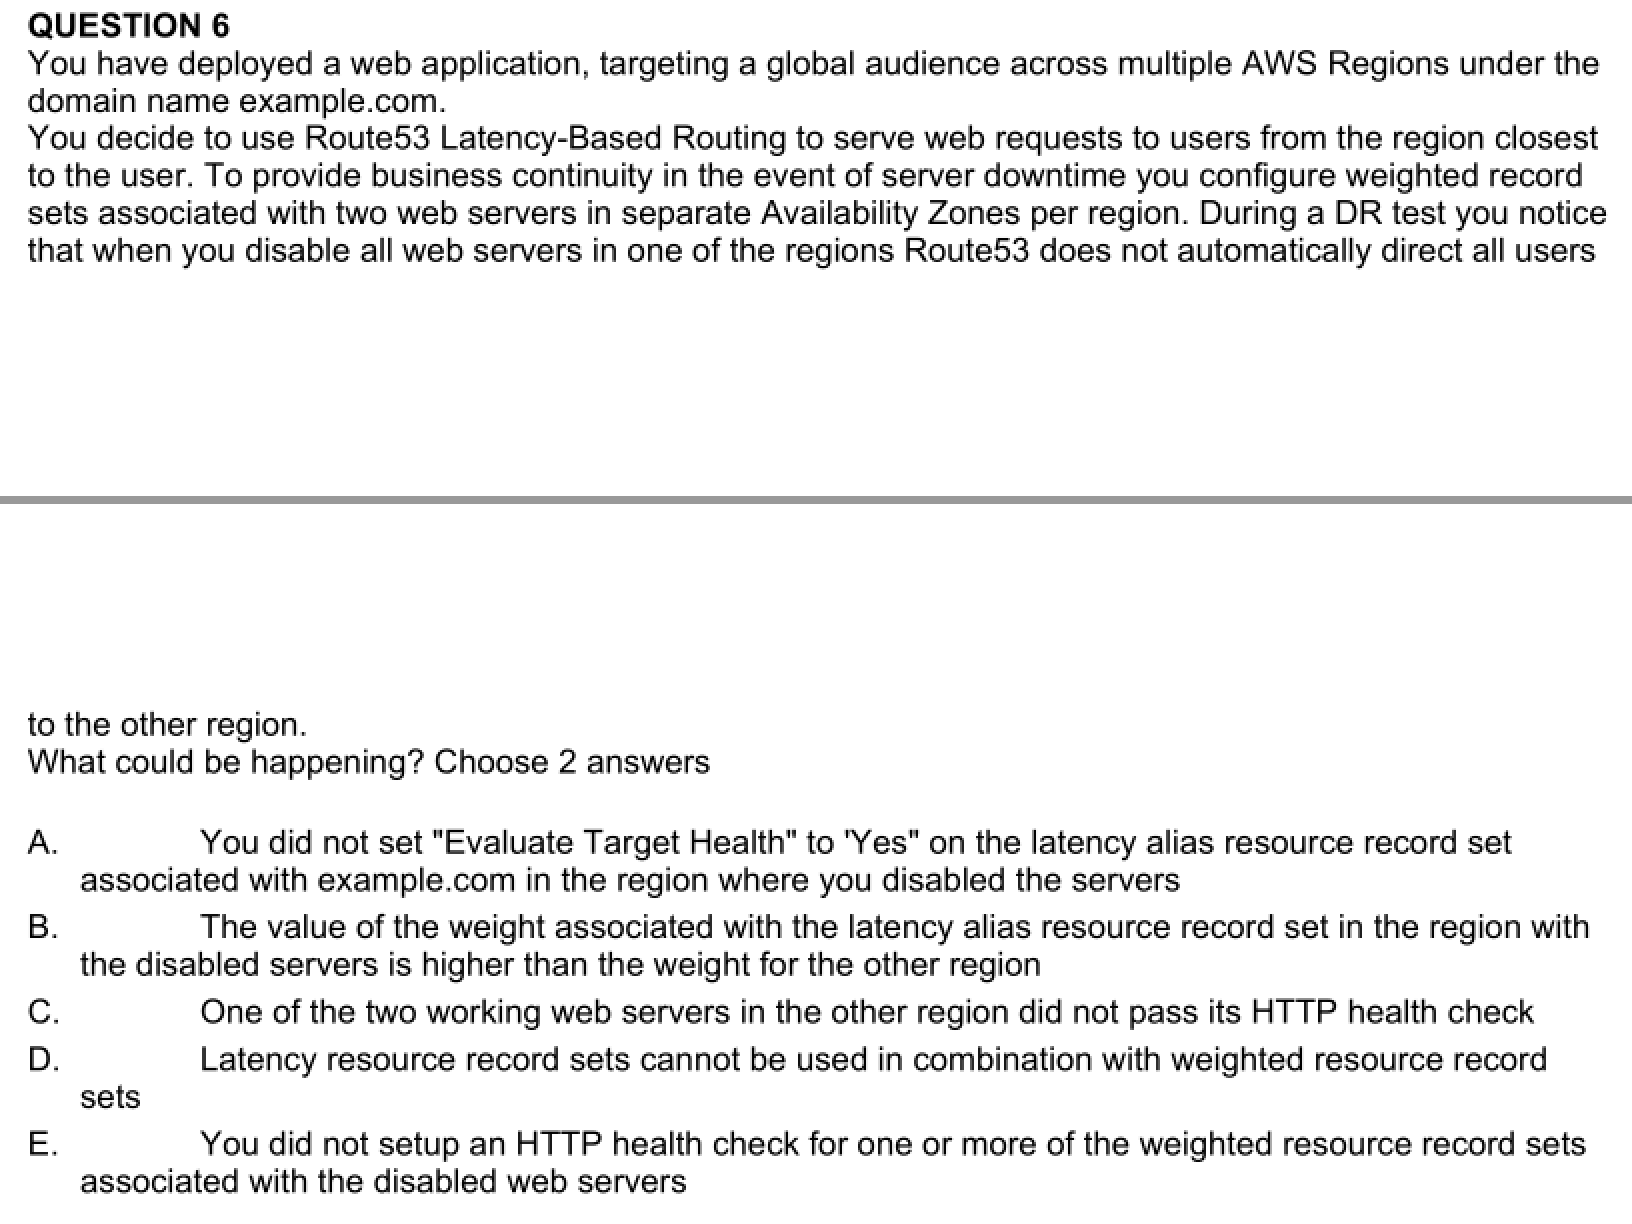 QUESTION 6
You have deployed a web application, targeting a global audience across multiple AWS Regions under the
domain name example.com.
You decide to use Route53 Latency-Based Routing to serve web requests to users from the region closest
to the user. To provide business continuity in the event of server downtime you configure weighted record
sets associated with two web servers in separate Availability Zones per region. During a DR test you notice
that when you disable all web servers in one of the regions Route53 does not automatically direct all users
to the other region.
What could be happening? Choose 2 answers
A. You did not set "Evaluate Target Health" to 'Yes" on the latency alias resource record set
associated with example.com in the region where you disabled the servers
B. The value of the weight associated with the latency alias resource record set in the region with
the disabled servers is higher than the weight for the other region
C. One of the two working web servers in the other region did not pass its HTTP health check
D. Latency resource record sets cannot be used in combination with weighted resource record
sets
E. You did not setup an HTTP health check for one or more of the weighted resource record sets
associated with the disabled web servers